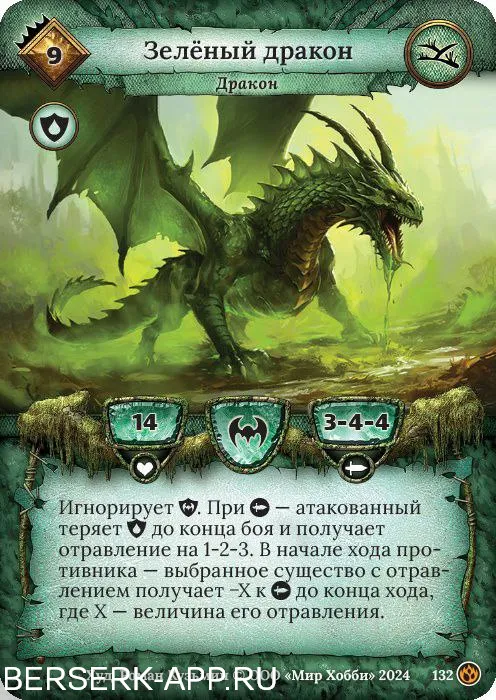 9
Зелёный дракон
Дракон
14
3-4-4
Игнорирует . При — атакованный
теряет до конца боя и получает
отравление на 1-2-3. В начале хода про-
тивника — выбранное существо с отрав-
лением получает –X к до конца хода,
где X — величина его отравления.
© ООО «Мир Хобби» 2024 132
BERSERK-APP.RU